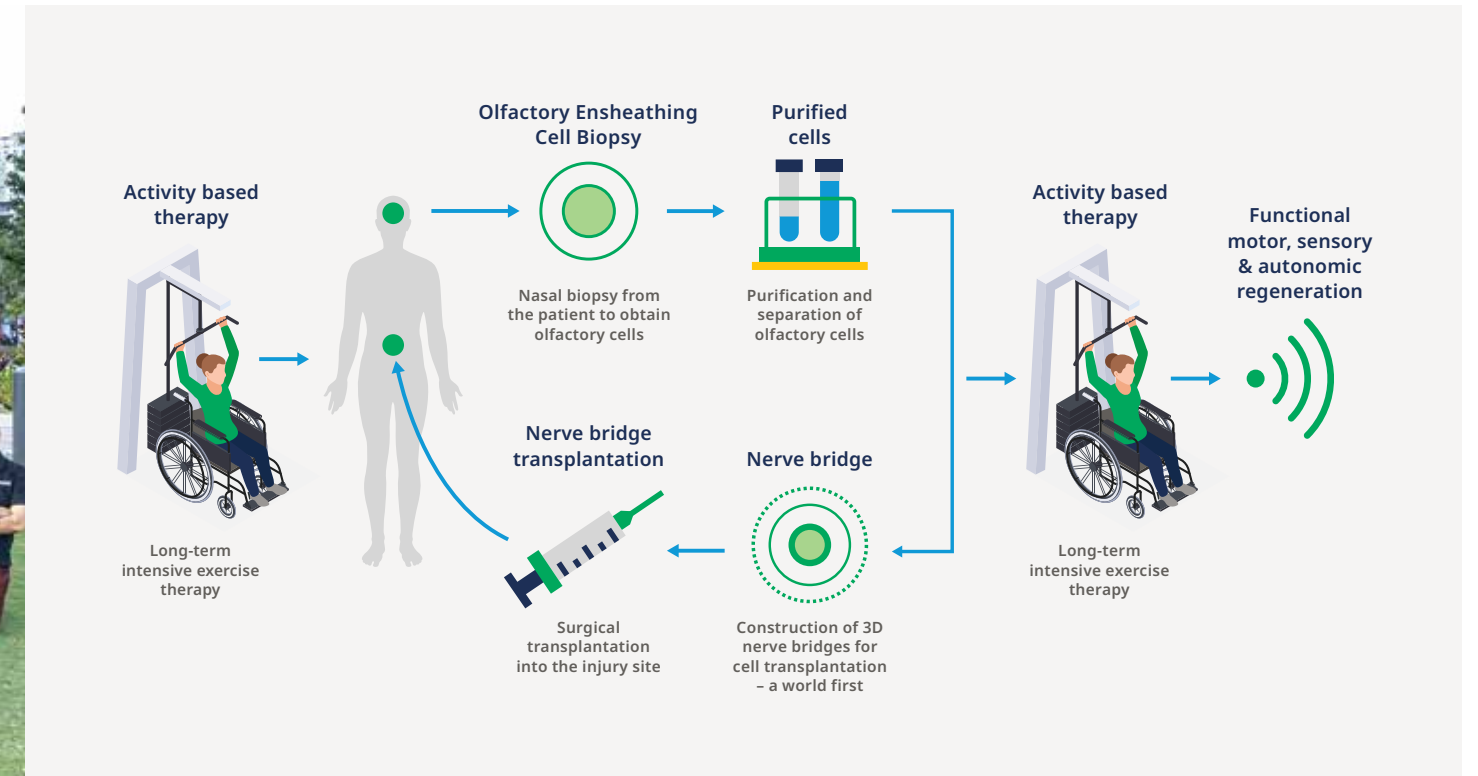 Activity based
therapy
Long-term
intensive exercise
therapy
Olfactory Ensheathing
Cell Biopsy
Nasal biopsy from
the patient to obtain
olfactory cells
Purified
cells
Purification and
separation of
olfactory cells
Nerve bridge
Construction of 3D
nerve bridges for
cell transplantation
– a world first
Nerve bridge
transplantation
Surgical
transplantation
into the injury site
Activity based
therapy
Long-term
intensive exercise
therapy
Functional
motor, sensory
& autonomic
regeneration